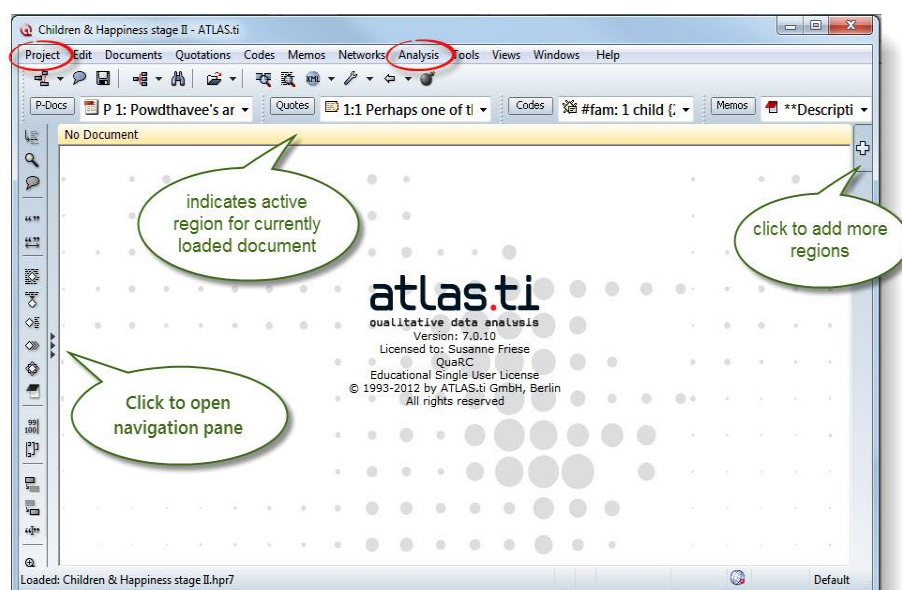 Children & Happiness stage II - ATLAS.ti
Project Edit Documents Quotations Codes Memos Networks Analysis Tools Views Windows Help
P-Docs P 1: Powdthavee's ar Quotes 1:1 Perhaps one of tl Codes #fam: 1 child {: Memos **Descripti
No Document
indicates active
region for currently
loaded document
click to add more
regions
atlas.ti
qualitative data analysis
Version: 7.0.10
Licensed to: Susanne Friese
QuaRC
Educational Single User License
© 1993-2012 by ATLAS.ti GmbH, Berlin
All rights reserved
Click to open
navigation pane
Loaded: Children & Happiness stage II.hpr7 Default